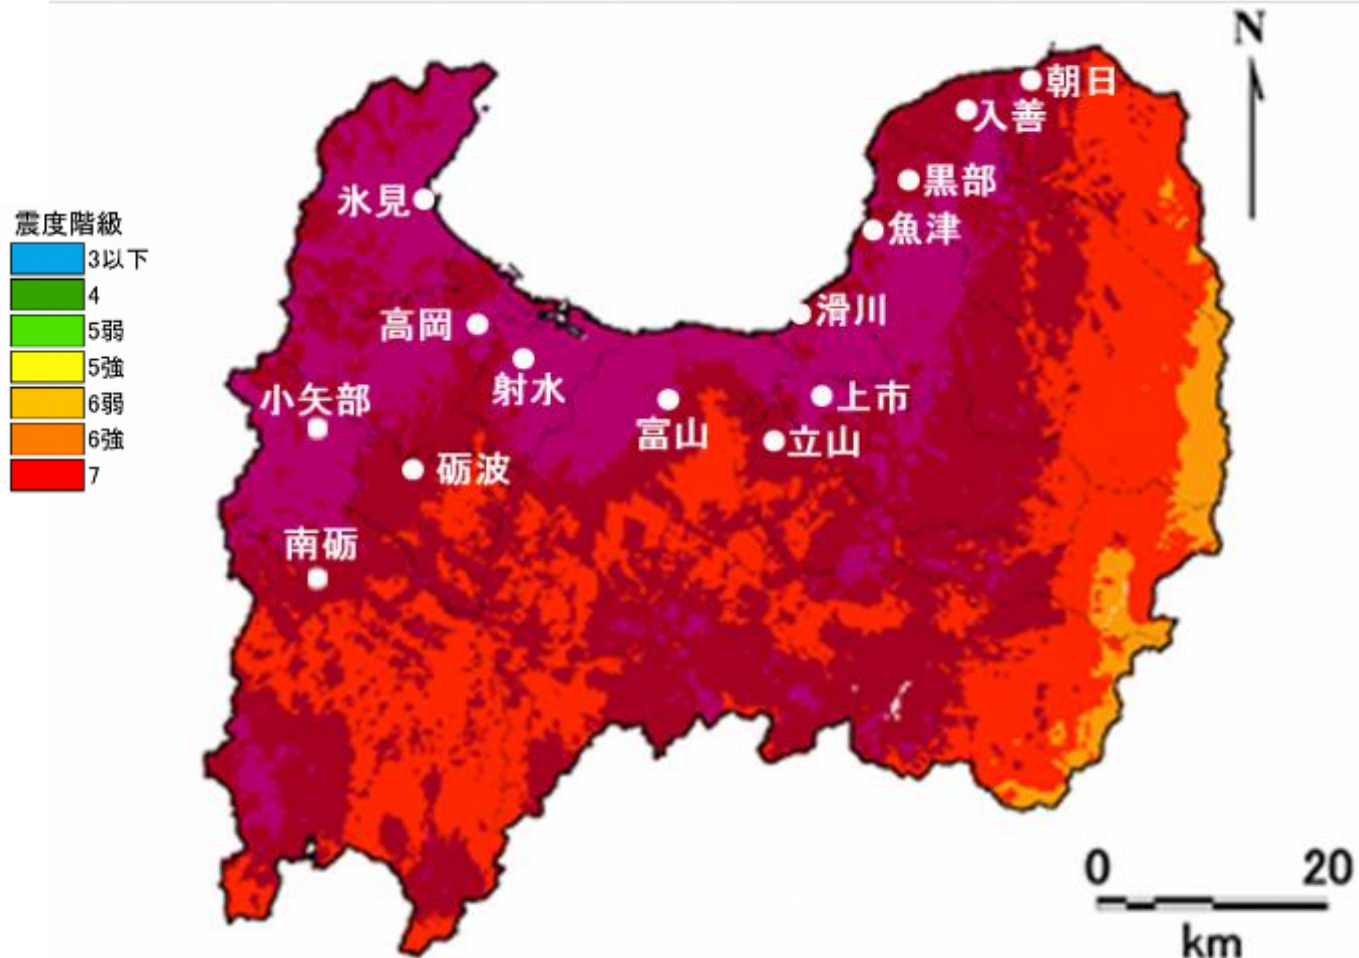 N
朝日
入善
黒部
氷見
魚津
震度階級
3以下
4
5弱
5強
6弱
6強
7
滑川
高岡
射水
小矢部
上市
富山
立山
砺波
南砺
0 20
km